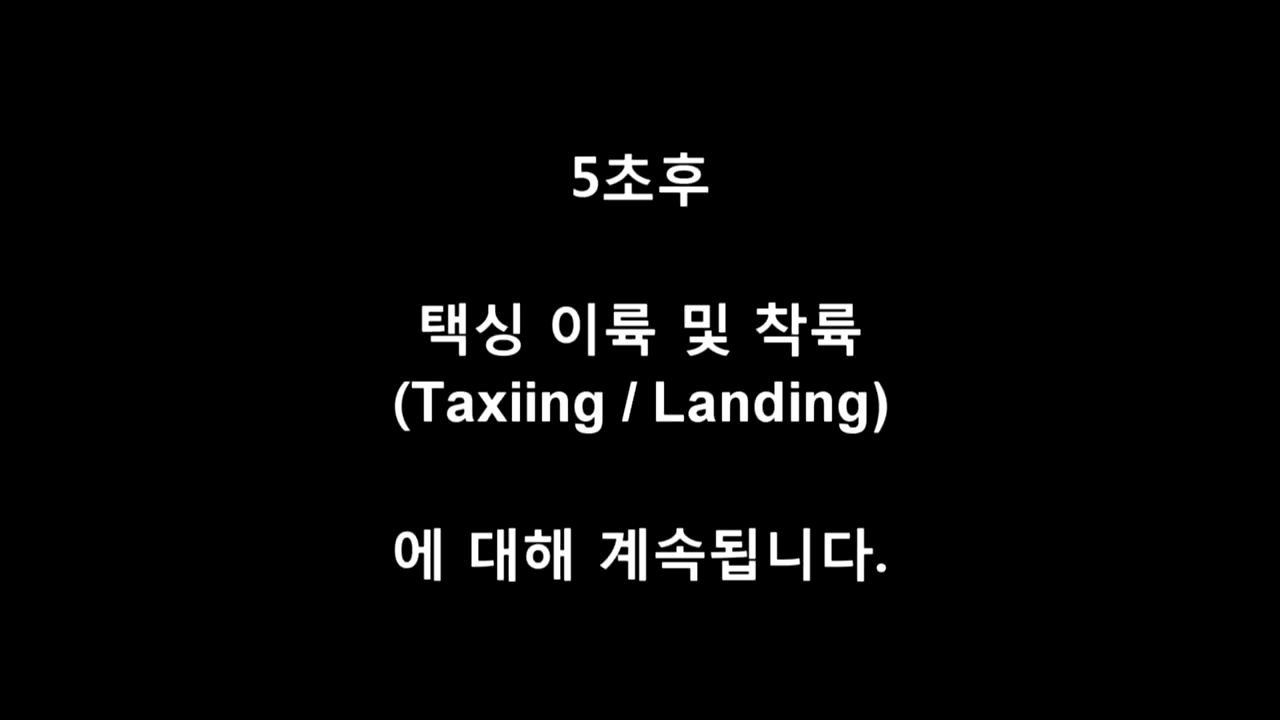 5초후
택싱 이륙 및 착륙
(Taxiing / Landing)
에 대해 계속됩니다.